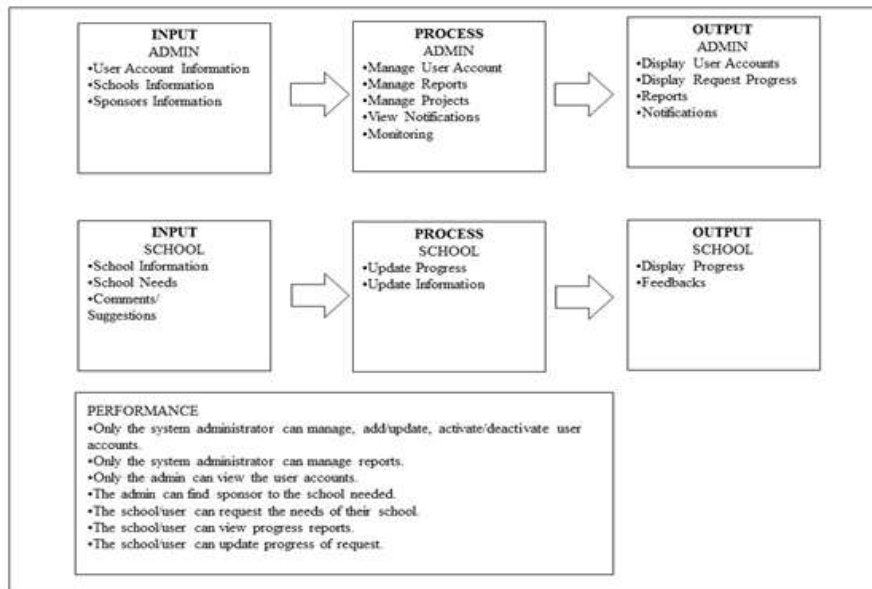 INPUT
ADMIN
•User Account Information
•Schools Information
•Sponsors Information
PROCESS
ADMIN
•Manage User Account
•Manage Reports
•Manage Projects
•View Notifications
•Monitoring
OUTPUT
ADMIN
•Display User Accounts
•Display Request Progress
•Reports
•Notifications
INPUT
SCHOOL
•School Information
•School Needs
•Comments/
Suggestions
PROCESS
SCHOOL
•Update Progress
•Update Information
OUTPUT
SCHOOL
•Display Progress
•Feedbacks
PERFORMANCE
•Only the system administrator can manage, add/update, activate/deactivate user
accounts.
•Only the system administrator can manage reports.
•Only the admin can view the user accounts.
•The admin can find sponsor to the school needed.
•The school/user can request the needs of their school.
•The school/user can view progress reports.
•The school/user can update progress of request.